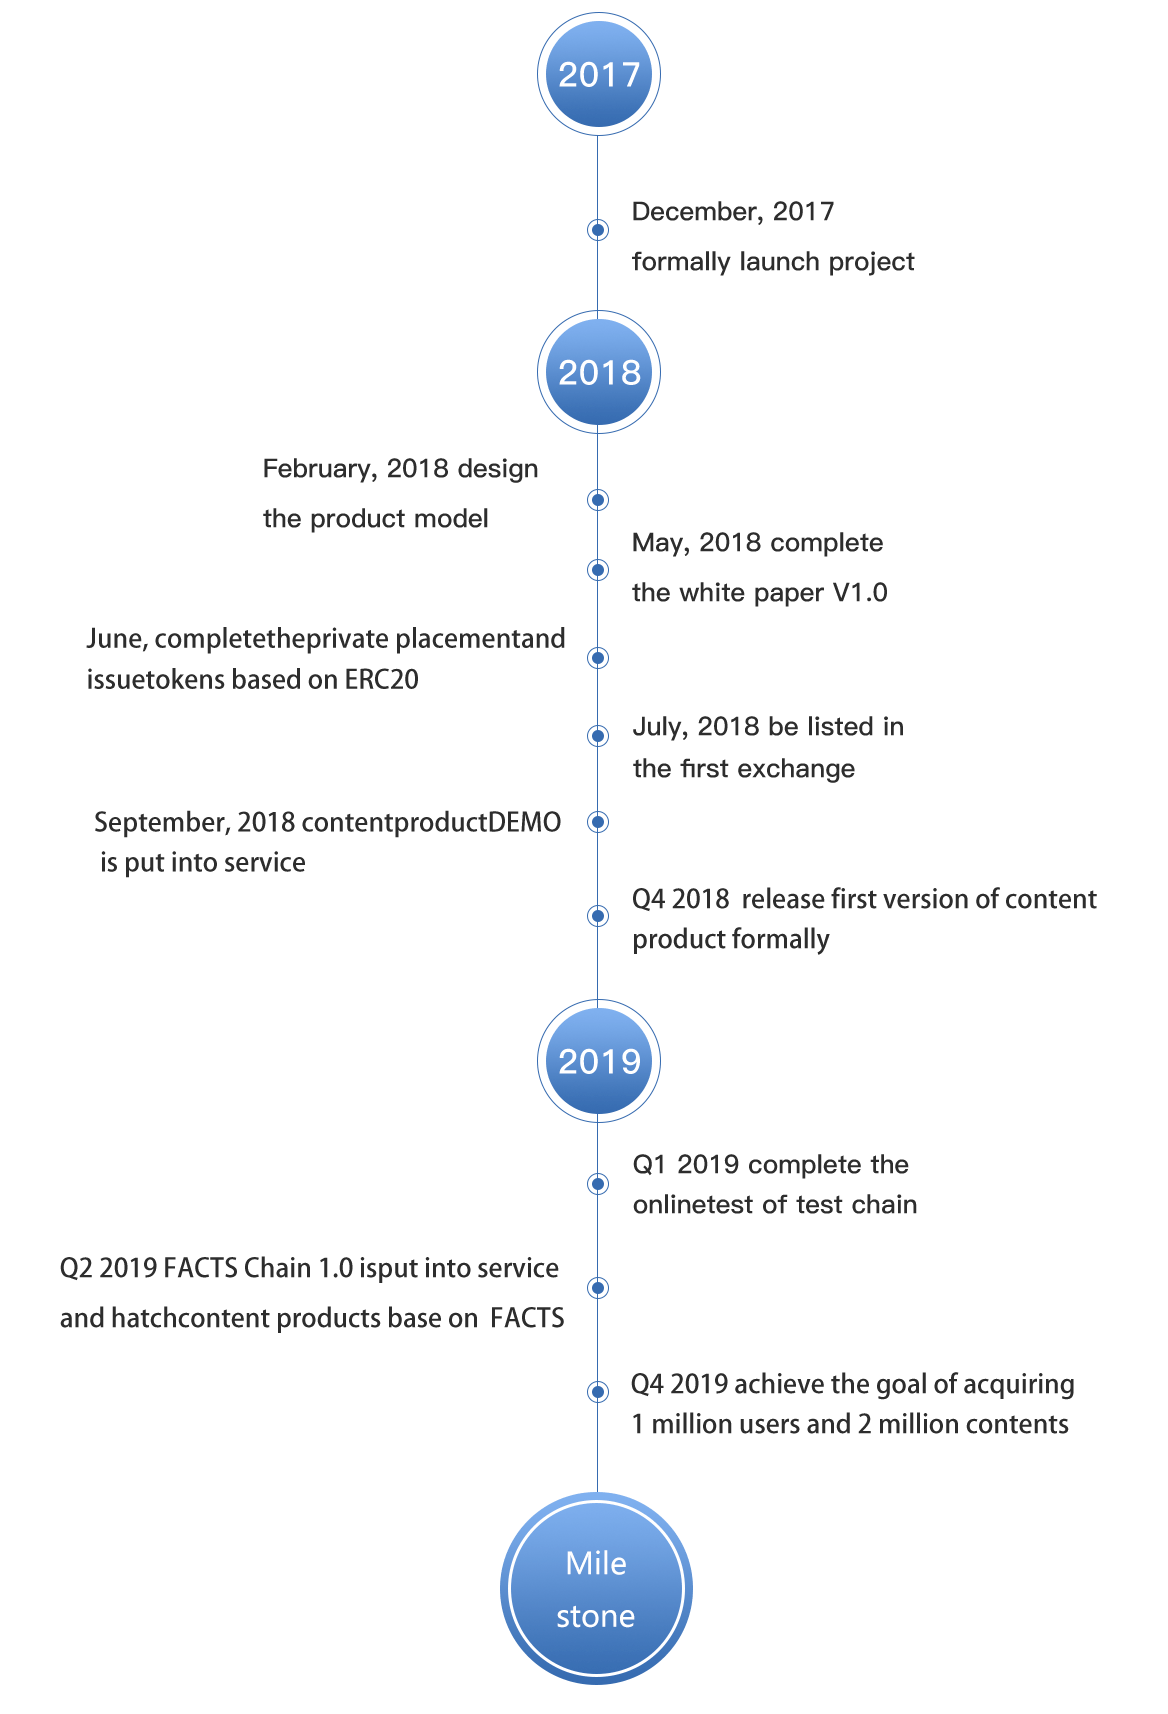 2017
December, 2017
formally launch project
2018
February, 2018 design
the product model
May, 2018 complete
the white paper V1.0
June, completetheprivate placementand
issuetokens based on ERC20
July, 2018 be listed in
the first exchange
September, 2018 contentproductDEMO
is put into service
Q4 2018 release first version of content
product formally
2019
Q1 2019 complete the
onlinetest of test chain
Q2 2019 FACTS Chain 1.0 isput into service
and hatchcontent products base on FACTS
Q4 2019 achieve the goal of acquiring
1 million users and 2 million contents
Mile
stone